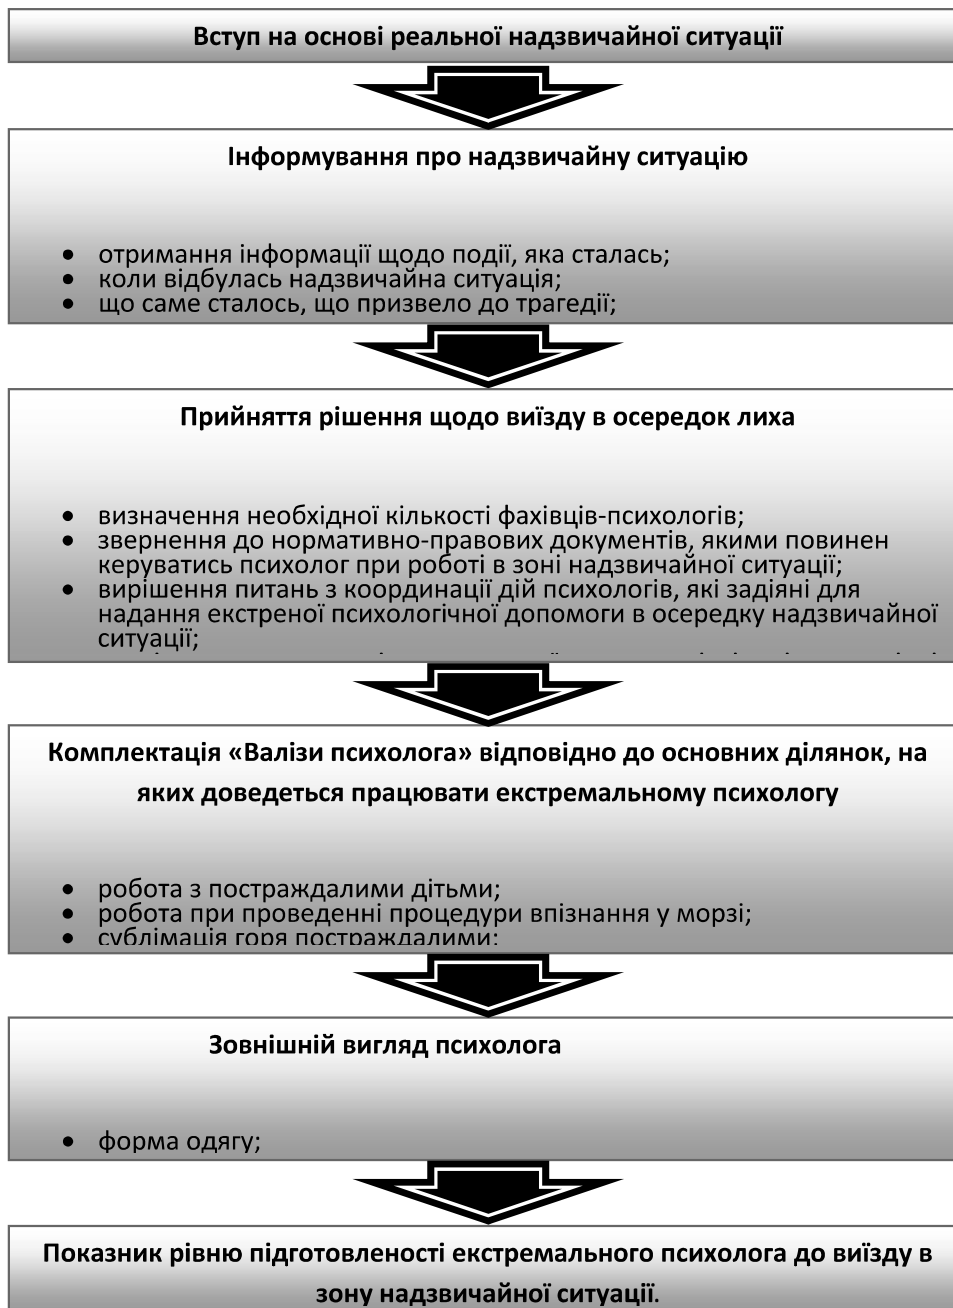 Вступ на основі реальної надзвичайної ситуації
Інформування про надзвичайну ситуацію
• отримання інформації щодо події, яка сталась;
• коли відбулась надзвичайна ситуація;
• що саме сталось, що призвело до трагедії;
Прийняття рішення щодо виїзду в осередок лиха
• визначення необхідної кількості фахівців-психологів;
• звернення до нормативно-правових документів, якими повинен
керуватись психолог при роботі в зоні надзвичайної ситуації;
• вирішення питань з координації дій психологів, які задіяні для
надання екстреної психологічної допомоги в осередку надзвичайної
ситуації;
Комплектація «Валізи психолога» відповідно до основних ділянок, на
яких доведеться працювати екстремальному психологу
• робота з постраждалими дітьми;
• робота при проведенні процедури впізнання у морзі;
• сублімація горя постраждалими;
Зовнішній вигляд психолога
• форма одягу;
Показник рівню підготовленості екстремального психолога до виїзду в
зону надзвичайної ситуації.